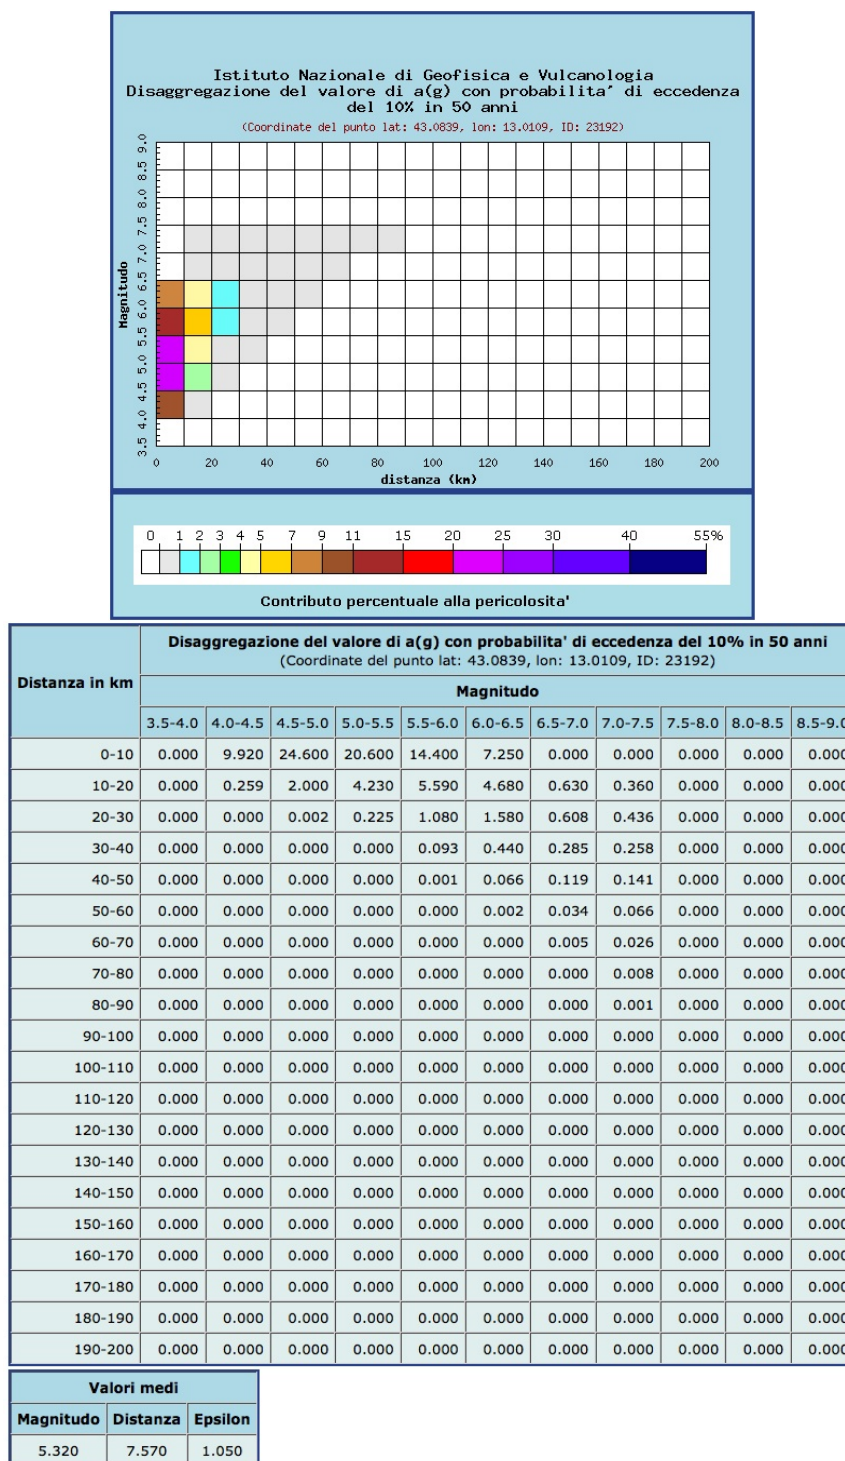 Istituto Nazionale di Geofisica e Vulcanologia
Disaggregazione del valore di a(g) con probabilita' di eccedenza
del 10% in 50 anni
(Coordinate del punto lat: 43.0839, lon: 13.0109, ID: 23192)
Magnitudo
9.0
8.5
8.0
7.5
7.0
6.5
6.0
5.5
5.0
4.5
4.0
3.5
0 20 40 60 80 100 120 140 160 180 200
distanza (km)
0 1 2 3 4 5 7 9 11 15 20 25 30 40 55%
Contributo percentuale alla pericolosita'
Distanza in km
Disaggregazione del valore di a(g) con probabilita' di eccedenza del 10% in 50 anni
(Coordinate del punto lat: 43.0839, lon: 13.0109, ID: 23192)
Magnitudo
3.5-4.0 4.0-4.5 4.5-5.0 5.0-5.5 5.5-6.0 6.0-6.5 6.5-7.0 7.0-7.5 7.5-8.0 8.0-8.5 8.5-9.0
0-10 0.000 9.920 24.600 20.600 14.400 7.250 0.000 0.000 0.000 0.000 0.000
10-20 0.000 0.259 2.000 4.230 5.590 4.680 0.630 0.360 0.000 0.000 0.000
20-30 0.000 0.000 0.002 0.225 1.080 1.580 0.608 0.436 0.000 0.000 0.000
30-40 0.000 0.000 0.000 0.000 0.093 0.440 0.285 0.258 0.000 0.000 0.000
40-50 0.000 0.000 0.000 0.000 0.001 0.066 0.119 0.141 0.000 0.000 0.000
50-60 0.000 0.000 0.000 0.000 0.000 0.002 0.034 0.066 0.000 0.000 0.000
60-70 0.000 0.000 0.000 0.000 0.000 0.000 0.005 0.026 0.000 0.000 0.000
70-80 0.000 0.000 0.000 0.000 0.000 0.000 0.000 0.008 0.000 0.000 0.000
80-90 0.000 0.000 0.000 0.000 0.000 0.000 0.000 0.001 0.000 0.000 0.000
90-100 0.000 0.000 0.000 0.000 0.000 0.000 0.000 0.000 0.000 0.000 0.000
100-110 0.000 0.000 0.000 0.000 0.000 0.000 0.000 0.000 0.000 0.000 0.000
110-120 0.000 0.000 0.000 0.000 0.000 0.000 0.000 0.000 0.000 0.000 0.000
120-130 0.000 0.000 0.000 0.000 0.000 0.000 0.000 0.000 0.000 0.000 0.000
130-140 0.000 0.000 0.000 0.000 0.000 0.000 0.000 0.000 0.000 0.000 0.000
140-150 0.000 0.000 0.000 0.000 0.000 0.000 0.000 0.000 0.000 0.000 0.000
150-160 0.000 0.000 0.000 0.000 0.000 0.000 0.000 0.000 0.000 0.000 0.000
160-170 0.000 0.000 0.000 0.000 0.000 0.000 0.000 0.000 0.000 0.000 0.000
170-180 0.000 0.000 0.000 0.000 0.000 0.000 0.000 0.000 0.000 0.000 0.000
180-190 0.000 0.000 0.000 0.000 0.000 0.000 0.000 0.000 0.000 0.000 0.000
190-200 0.000 0.000 0.000 0.000 0.000 0.000 0.000 0.000 0.000 0.000 0.000
Valori medi
Magnitudo Distanza Epsilon
5.320 7.570 1.050